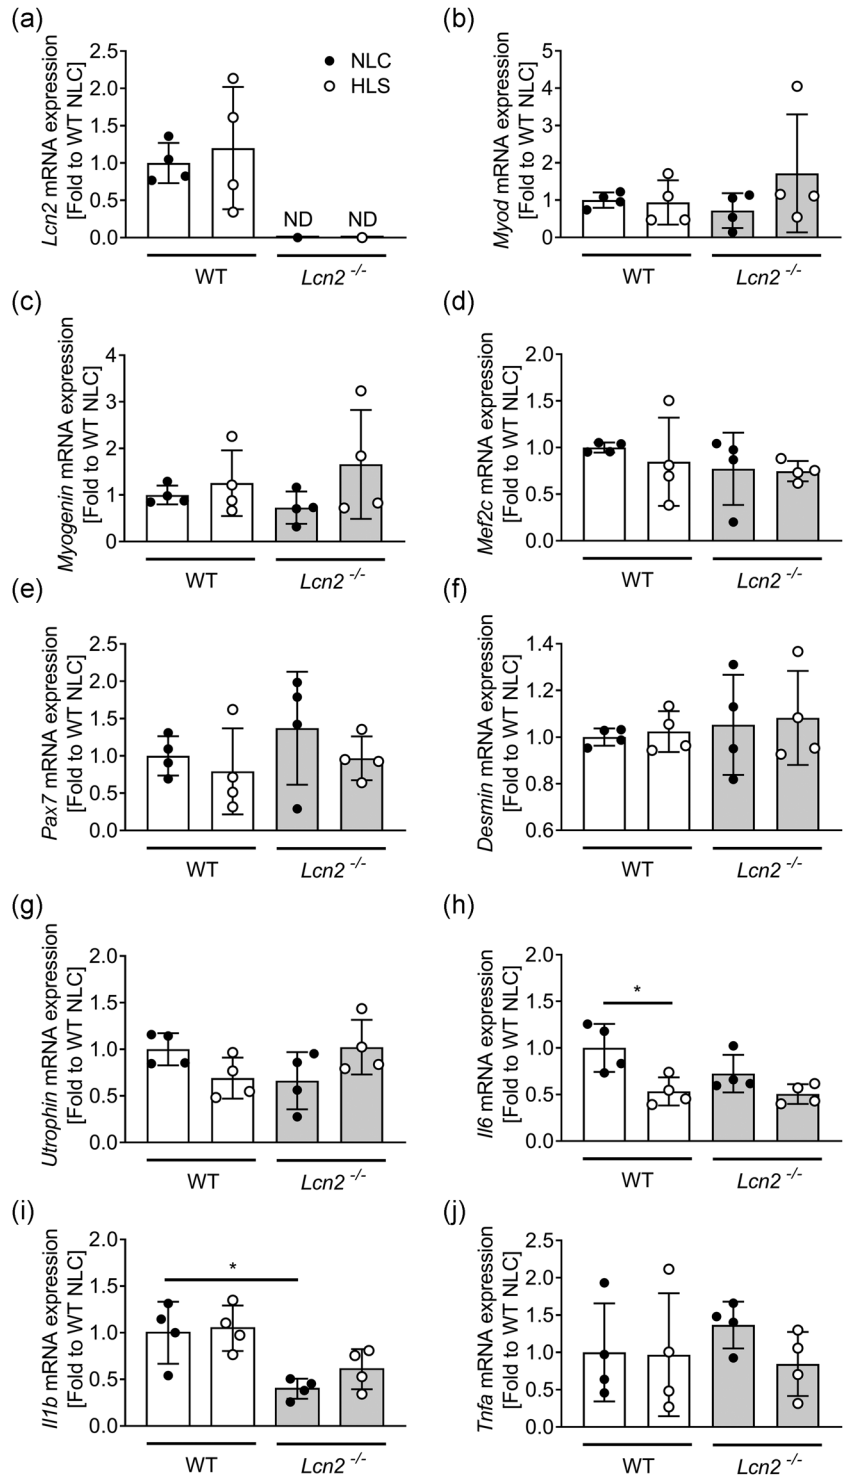 (a)
Lcn2 mRNA expression
[Fold to WT NLC]
2.5
2.0
1.5
1.0
0.5
0.0
NLC
HLS
ND ND
WT Lcn2 -/-
(b)
Myod mRNA expression
[Fold to WT NLC]
5
4
3
2
1
0
WT Lcn2 -/-
(c)
Myogenin mRNA expression
[Fold to WT NLC]
4
3
2
1
0
WT Lcn2 -/-
(d)
Mef2c mRNA expression
[Fold to WT NLC]
2.0
1.5
1.0
0.5
0.0
WT Lcn2 -/-
(e)
Pax7 mRNA expression
[Fold to WT NLC]
2.5
2.0
1.5
1.0
0.5
0.0
WT Lcn2 -/-
(f)
Desmin mRNA expression
[Fold to WT NLC]
1.4
1.2
1.0
0.8
0.6
WT Lcn2 -/-
(g)
Utrophin mRNA expression
[Fold to WT NLC]
2.0
1.5
1.0
0.5
0.0
WT Lcn2 -/-
(h)
Il6 mRNA expression
[Fold to WT NLC]
2.0
1.5
1.0
0.5
0.0
*
WT Lcn2 -/-
(i)
Il1b mRNA expression
[Fold to WT NLC]
2.0
1.5
1.0
0.5
0.0
*
WT Lcn2 -/-
(j)
Tnfa mRNA expression
[Fold to WT NLC]
2.5
2.0
1.5
1.0
0.5
0.0
WT Lcn2 -/-